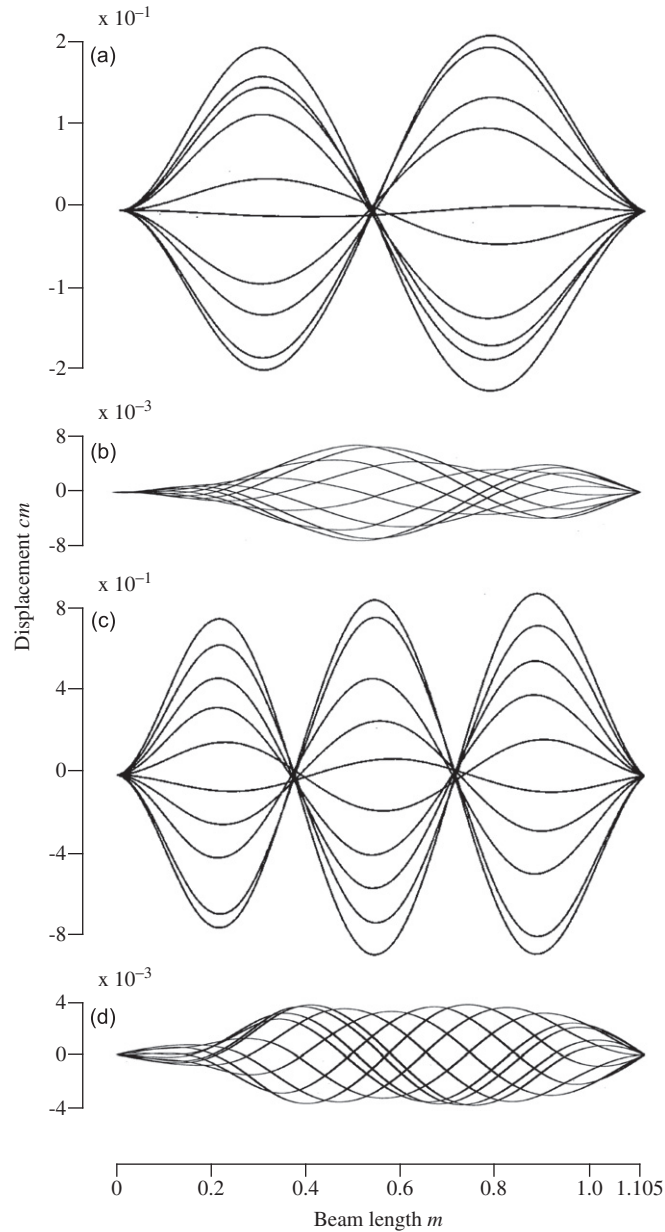 x 10⁻¹
(a)
2
1
0
-1
-2
x 10⁻³
(b)
8
0
-8
x 10⁻¹
(c)
8
4
0
-4
-8
x 10⁻³
(d)
4
0
-4
Displacement cm
0 0.2 0.4 0.6 0.8 1.0 1.105
Beam length m